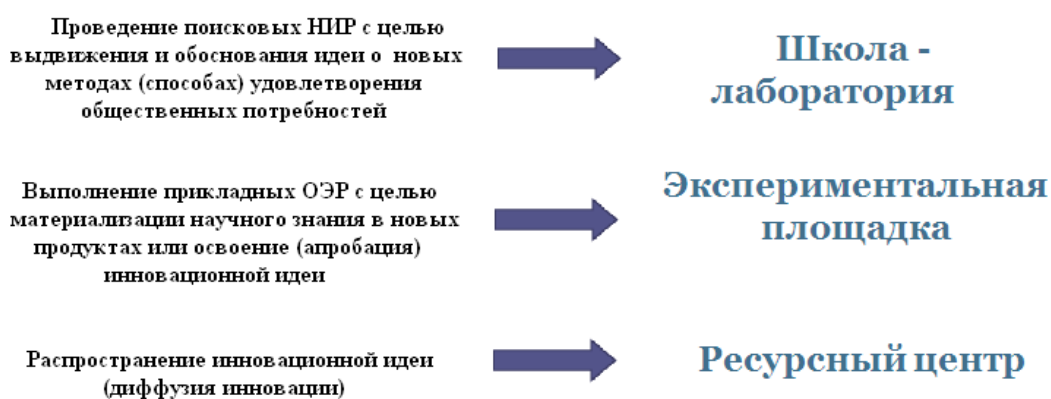 Проведение поисковых НИР с целью
выдвижения и обоснования идеи о новых
методах (способах) удовлетворения
общественных потребностей
Школа -
лаборатория
Выполнение прикладных ОЭР с целью
материализации научного знания в новых
продуктах или освоение (апробация)
инновационной идеи
Экспериментальная
площадка
Распространение инновационной идеи
(диффузия инновации)
Ресурсный центр